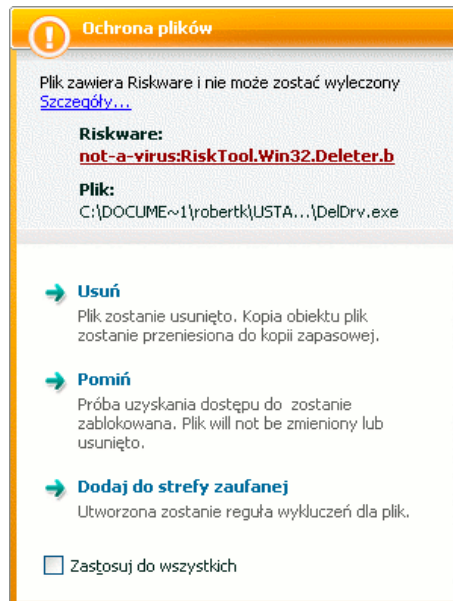 Ochrona plików
Plik zawiera Riskware i nie może zostać wyleczony
Szczegóły...
Riskware:
not-a-virus:RiskTool.Win32.Deleter.b
Plik:
C:\DOCUME~1\robertk\USTA...\DelDrv.exe
Usuń
Plik zostanie usunięto. Kopia obiektu plik
zostanie przeniesiona do kopii zapasowej.
Pomiń
Próba uzyskania dostępu do  zostanie
zablokowana. Plik will not be zmieniony lub
usunięto.
Dodaj do strefy zaufanej
Utworzona zostanie reguła wykluczeń dla plik.
Zastosuj do wszystkich